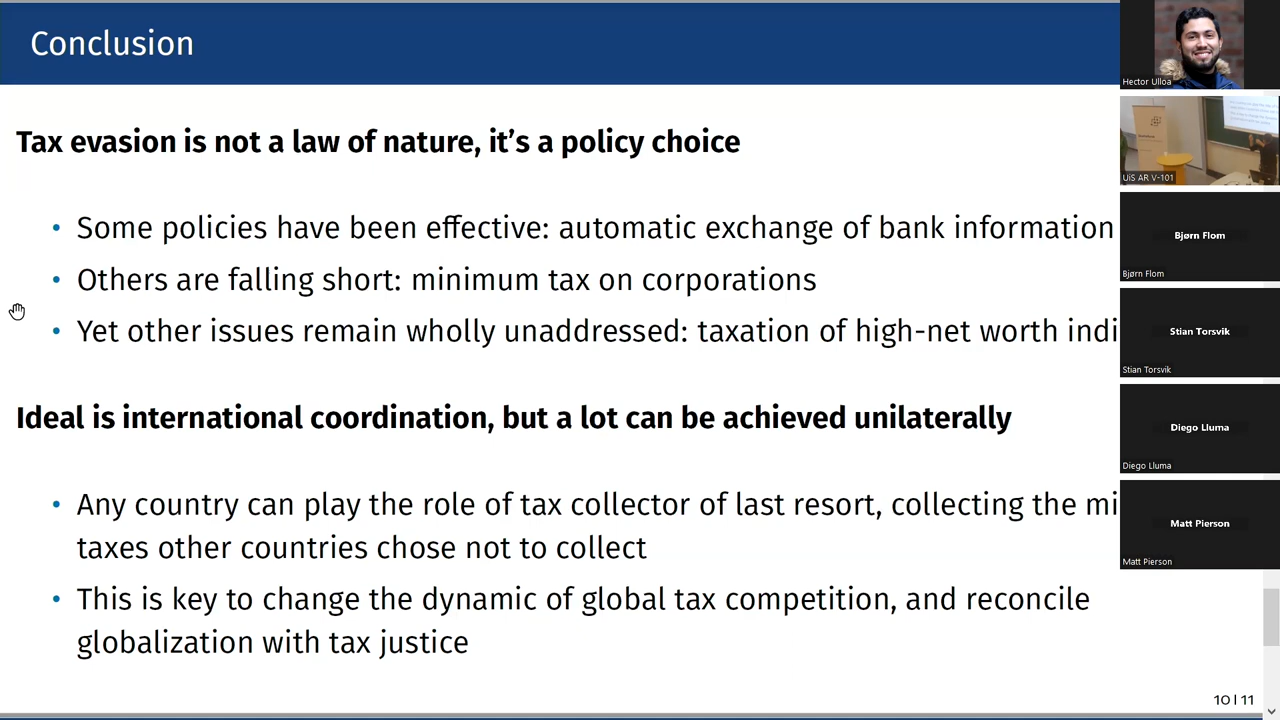 Conclusion
Tax evasion is not a law of nature, it's a policy choice
• Some policies have been effective: automatic exchange of bank information
• Others are falling short: minimum tax on corporations
• Yet other issues remain wholly unaddressed: taxation of high-net worth indi
Ideal is international coordination, but a lot can be achieved unilaterally
• Any country can play the role of tax collector of last resort, collecting the mi
taxes other countries chose not to collect
• This is key to change the dynamic of global tax competition, and reconcile
globalization with tax justice
10 | 11
Hector Ulloa
UiS AR V-101
Bjørn Flom
Bjørn Flom
Stian Torsvik
Stian Torsvik
Diego Lluma
Diego Lluma
Matt Pierson
Matt Pierson